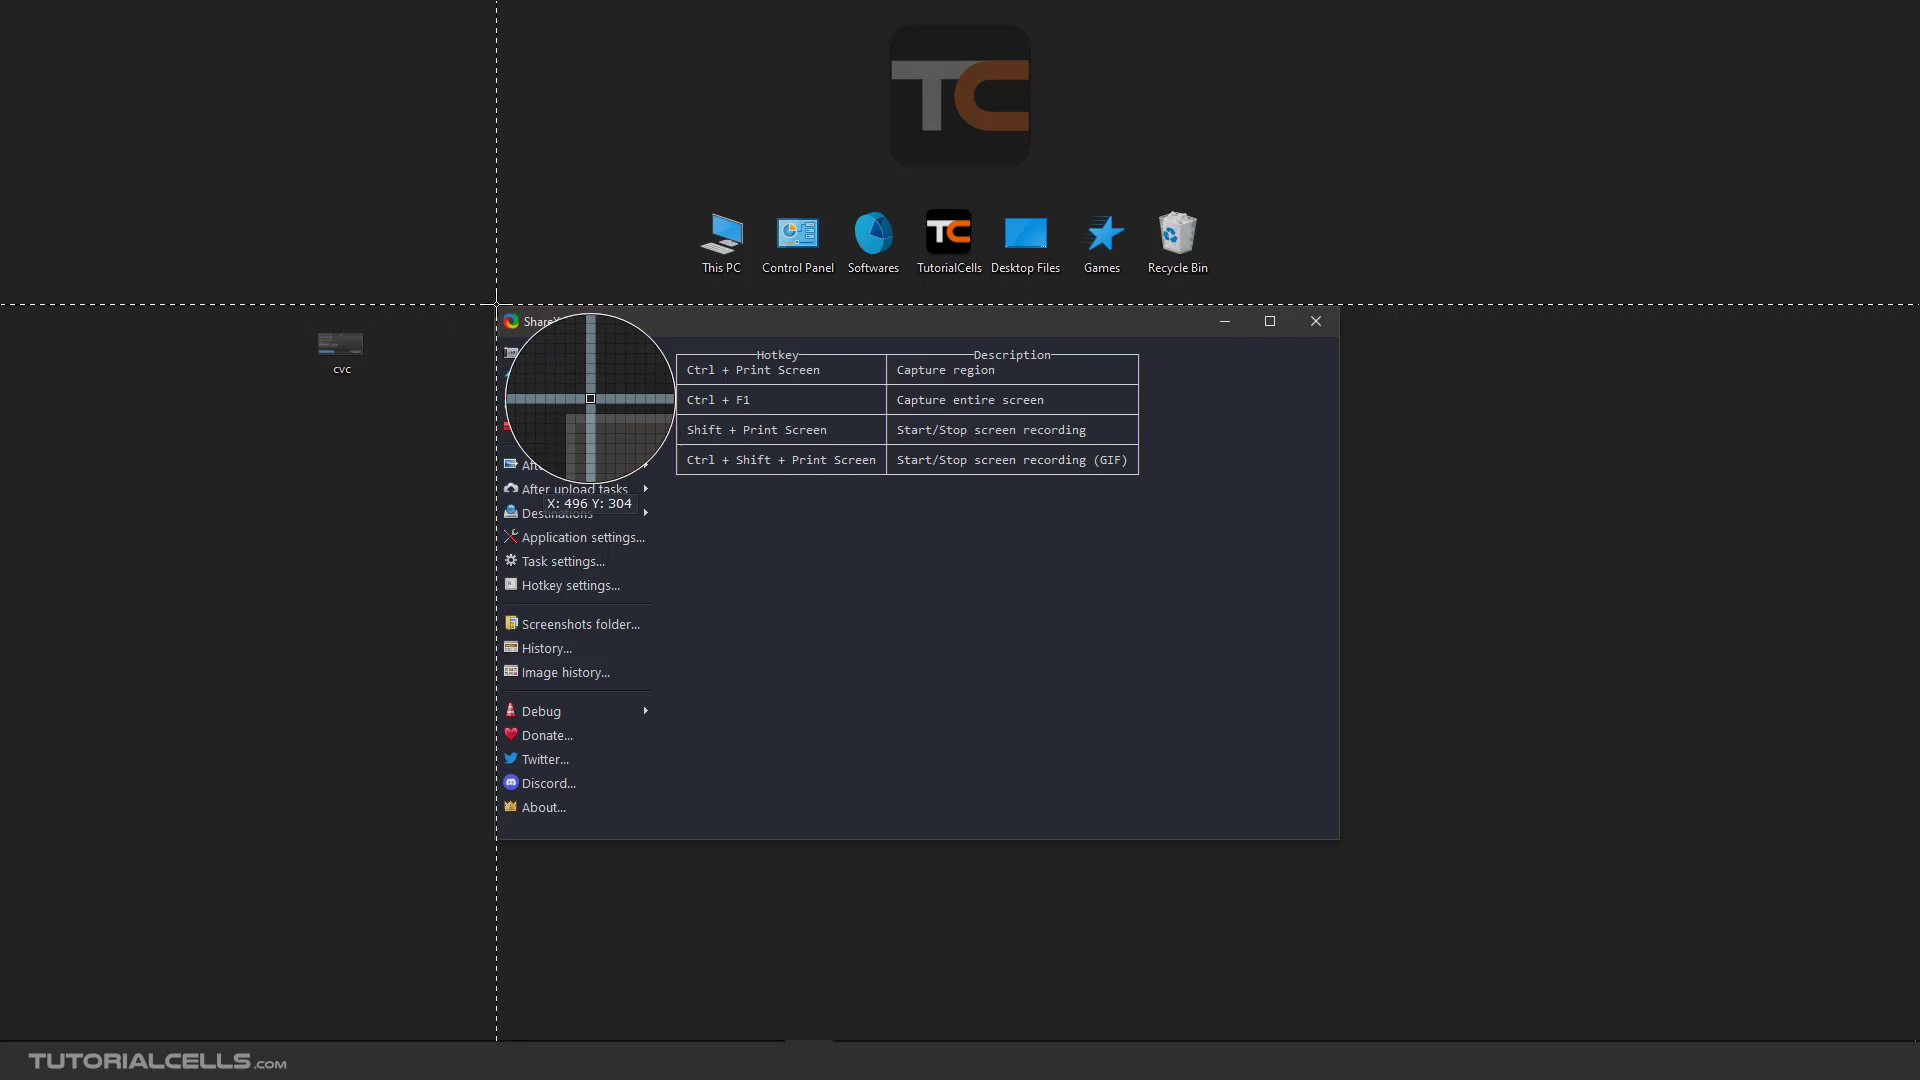 TC
This PC
Control Panel
Softwares
TC
TutorialCells
Desktop Files
Games
Recycle Bin
cvc
Hotkey
Description
Ctrl + Print Screen
Capture region
Ctrl + F1
Capture entire screen
Shift + Print Screen
Start/Stop screen recording
Ctrl + Shift + Print Screen
Start/Stop screen recording (GIF)
After upload tasks
X: 496 Y: 304
Destinations
Application settings...
Task settings...
Hotkey settings...
Screenshots folder...
History...
Image history...
Debug
Donate...
Twitter...
Discord...
About...
TUTORIALCELLS.COM